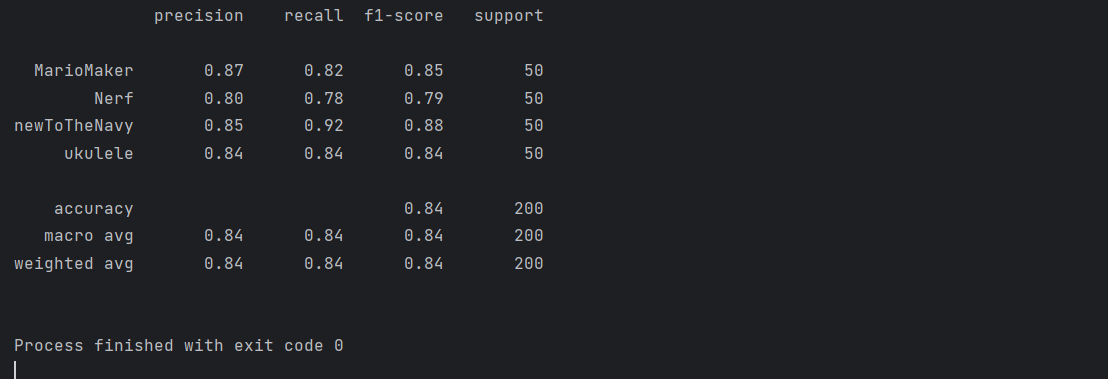 precision recall f1-score support
MarioMaker 0.87 0.82 0.85 50
Nerf 0.80 0.78 0.79 50
newToTheNavy 0.85 0.92 0.88 50
ukulele 0.84 0.84 0.84 50
accuracy 0.84 200
macro avg 0.84 0.84 0.84 200
weighted avg 0.84 0.84 0.84 200
Process finished with exit code 0